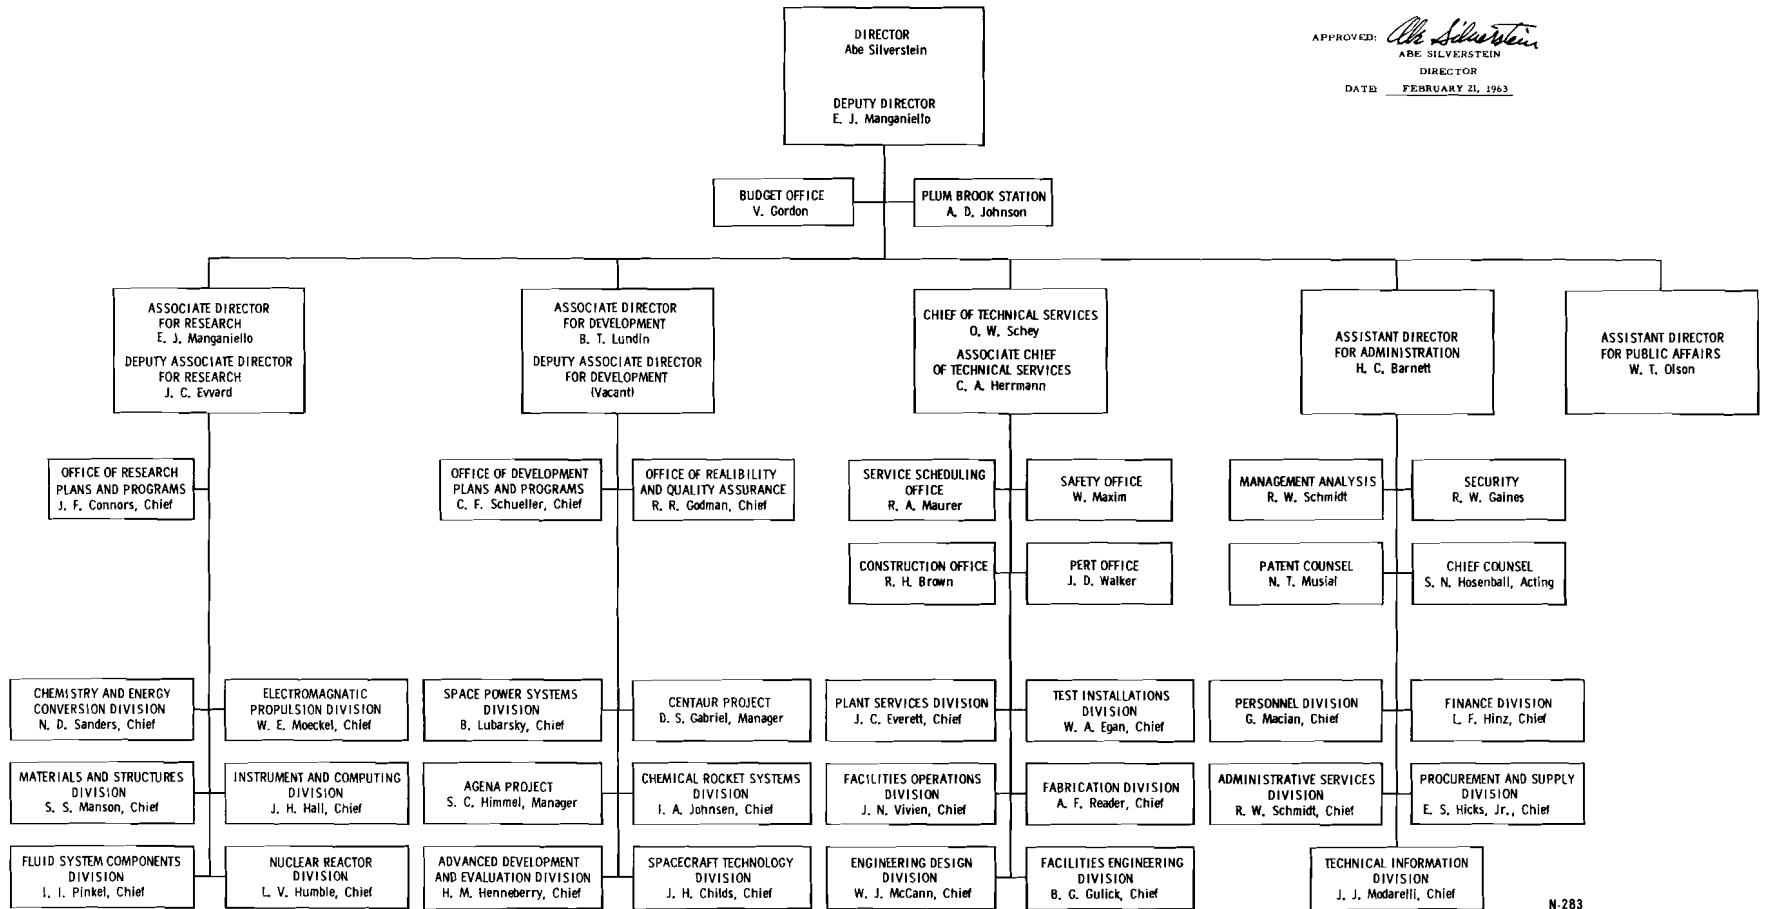 DIRECTOR
Abe Silverstein
DEPUTY DIRECTOR
E. J. Manganiello
APPROVED: Abe Silverstein
ABE SILVERSTEIN
DIRECTOR
DATE: FEBRUARY 21, 1963
BUDGET OFFICE
V. Gordon
PLUM BROOK STATION
A. D. Johnson
ASSOCIATE DIRECTOR
FOR RESEARCH
E. J. Manganiello
DEPUTY ASSOCIATE DIRECTOR
FOR RESEARCH
J. C. Evvard
ASSOCIATE DIRECTOR
FOR DEVELOPMENT
B. T. Lundin
DEPUTY ASSOCIATE DIRECTOR
FOR DEVELOPMENT
(Vacant)
CHIEF OF TECHNICAL SERVICES
O. W. Schey
ASSOCIATE CHIEF
OF TECHNICAL SERVICES
C. A. Herrmann
ASSISTANT DIRECTOR
FOR ADMINISTRATION
H. C. Barnett
ASSISTANT DIRECTOR
FOR PUBLIC AFFAIRS
W. T. Olson
OFFICE OF RESEARCH
PLANS AND PROGRAMS
J. F. Connors, Chief
OFFICE OF DEVELOPMENT
PLANS AND PROGRAMS
C. F. Schueller, Chief
OFFICE OF REALIBILITY
AND QUALITY ASSURANCE
R. R. Godman, Chief
SERVICE SCHEDULING
OFFICE
R. A. Maurer
SAFETY OFFICE
W. Maxim
MANAGEMENT ANALYSIS
R. W. Schmidt
SECURITY
R. W. Gaines
CONSTRUCTION OFFICE
R. H. Brown
PERT OFFICE
J. D. Walker
PATENT COUNSEL
N. T. Musial
CHIEF COUNSEL
S. N. Hosenball, Acting
CHEMISTRY AND ENERGY
CONVERSION DIVISION
N. D. Sanders, Chief
ELECTROMAGNATIC
PROPULSION DIVISION
W. E. Moeckel, Chief
SPACE POWER SYSTEMS
DIVISION
B. Lubarsky, Chief
CENTAUR PROJECT
D. S. Gabriel, Manager
PLANT SERVICES DIVISION
J. C. Everett, Chief
TEST INSTALLATIONS
DIVISION
W. A. Egan, Chief
PERSONNEL DIVISION
G. Macian, Chief
FINANCE DIVISION
L. F. Hinz, Chief
MATERIALS AND STRUCTURES
DIVISION
S. S. Manson, Chief
INSTRUMENT AND COMPUTING
DIVISION
J. H. Hall, Chief
AGENA PROJECT
S. C. Himmel, Manager
CHEMICAL ROCKET SYSTEMS
DIVISION
I. A. Johnsen, Chief
FACILITIES OPERATIONS
DIVISION
J. N. Vivien, Chief
FABRICATION DIVISION
A. F. Reader, Chief
ADMINISTRATIVE SERVICES
DIVISION
R. W. Schmidt, Chief
PROCUREMENT AND SUPPLY
DIVISION
E. S. Hicks, Jr., Chief
FLUID SYSTEM COMPONENTS
DIVISION
I. I. Pinkel, Chief
NUCLEAR REACTOR
DIVISION
L. V. Humble, Chief
ADVANCED DEVELOPMENT
AND EVALUATION DIVISION
H. M. Henneberry, Chief
SPACECRAFT TECHNOLOGY
DIVISION
J. H. Childs, Chief
ENGINEERING DESIGN
DIVISION
W. J. McCann, Chief
FACILITIES ENGINEERING
DIVISION
B. G. Gulick, Chief
TECHNICAL INFORMATION
DIVISION
J. J. Modarelli, Chief
N-283